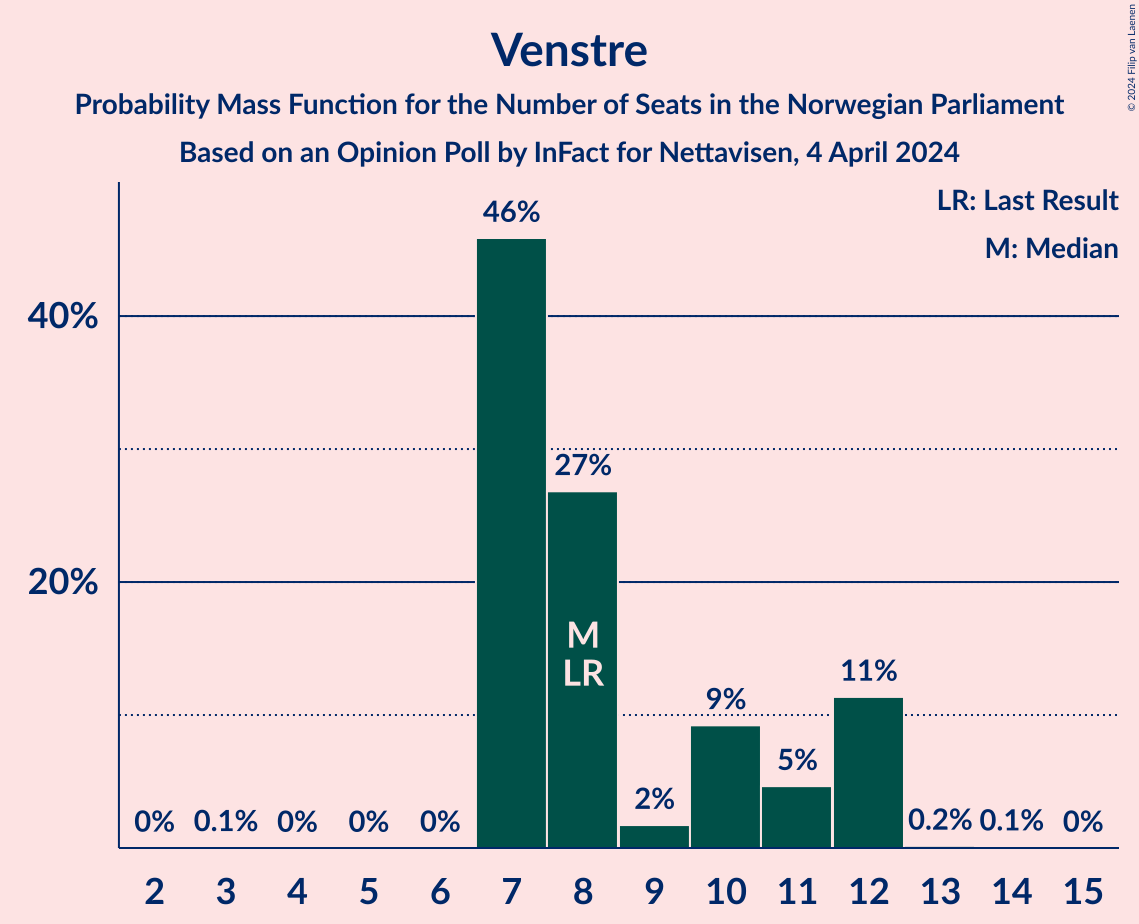 Venstre
Probability Mass Function for the Number of Seats in the Norwegian Parliament
Based on an Opinion Poll by InFact for Nettavisen, 4 April 2024
© 2024 Filip van Laenen
LR: Last Result
M: Median
46%
40%
27%
20%
M
LR
11%
9%
5%
2%
0% 0.1% 0% 0% 0% 0.2% 0.1% 0%
2 3 4 5 6 7 8 9 10 11 12 13 14 15